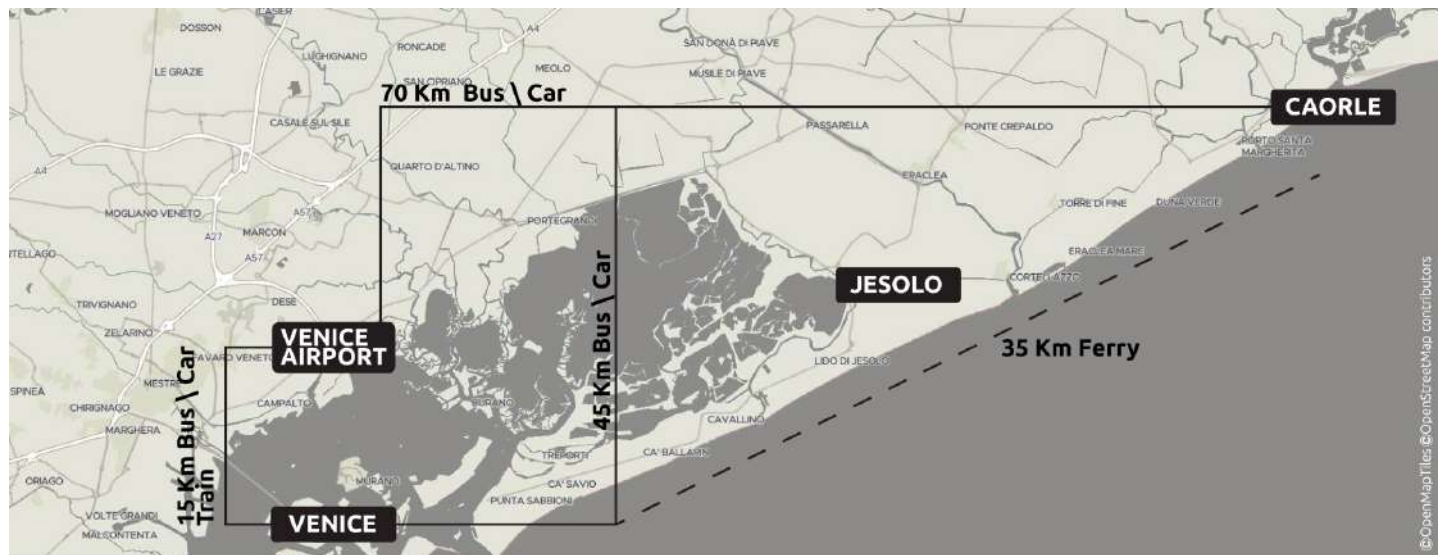 CASIER
DOSSON
A4
RONCADE
LUGHIGNANO
SAN DONÀ DI PIAVE
LE GRAZIE
MEOLO
MUSILE DI PIAVE
SAN CIPRIANO
70 Km Bus \ Car
CAORLE
CASALE SUL SILE
PASSARELLA
PONTE CREPALDO
PORTO SANTA
MARGHERITA
A4
QUARTO D'ALTINO
ERACLEA
MOGLIANO VENETO
A57
TORRE DI FINE
DUNA VERDE
PORTEGRANDI
MARCON
A27
A57
ERACLEA MARE
CORTELLAZZO
JESOLO
DESE
TRIVIGNANO
ZELARINO
VENICE
AIRPORT
45 Km Bus \ Car
35 Km Ferry
FAVARO VENETO
LIDO DI JESOLO
MESTRE
SPINEA
CAMPALTO
BURANO
CHIRIGNAGO
MARGHERA
CAVALLINO
15 Km Bus \ Car
Train
TREPORTI
CA' BALLARIN
ORIAGO
MURANO
CA' SAVIO
PUNTA SABBIONI
VOLTE GRANDI
VENICE
MALCONTENTA
©OpenMapTiles ©OpenStreetMap contributors